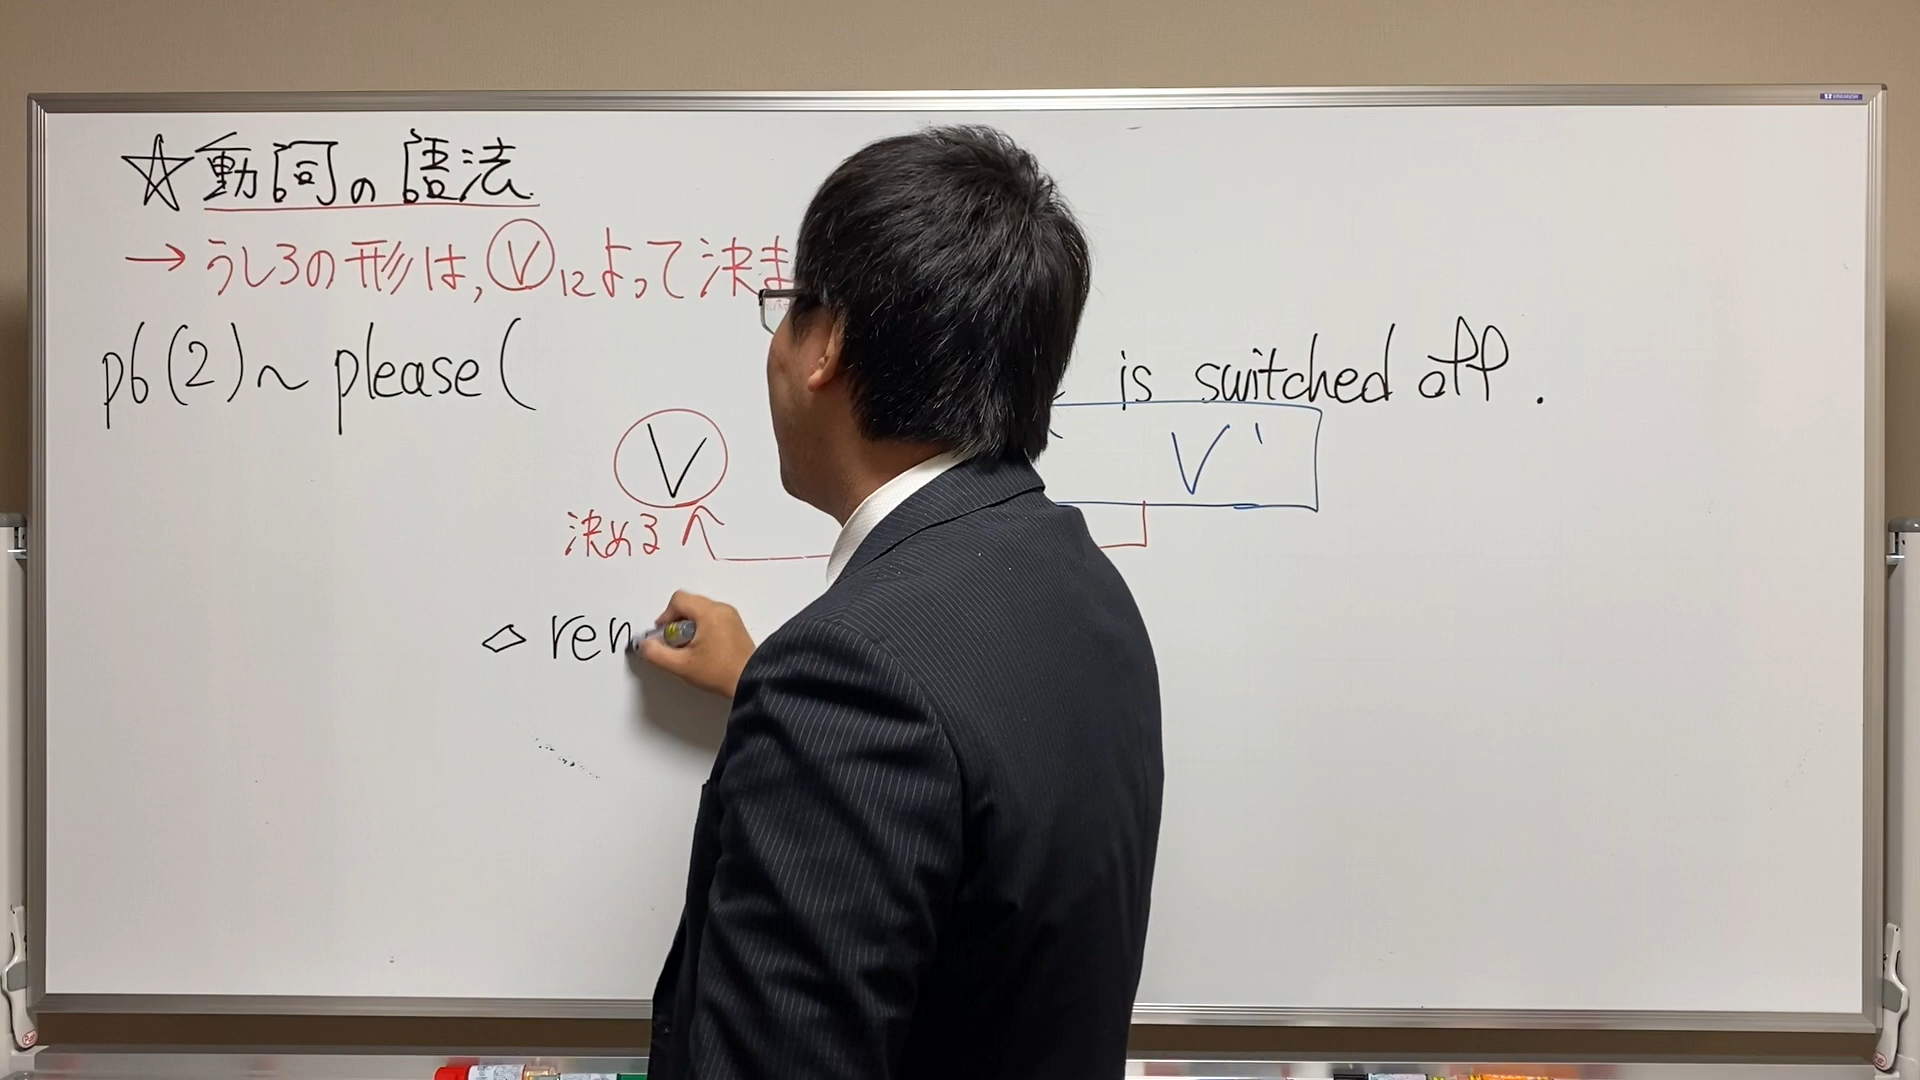 ☆動詞の語法
→うしろの形は,Vによって決ま
p6(2)~please( is switched off.
V V'
決める
◇ren